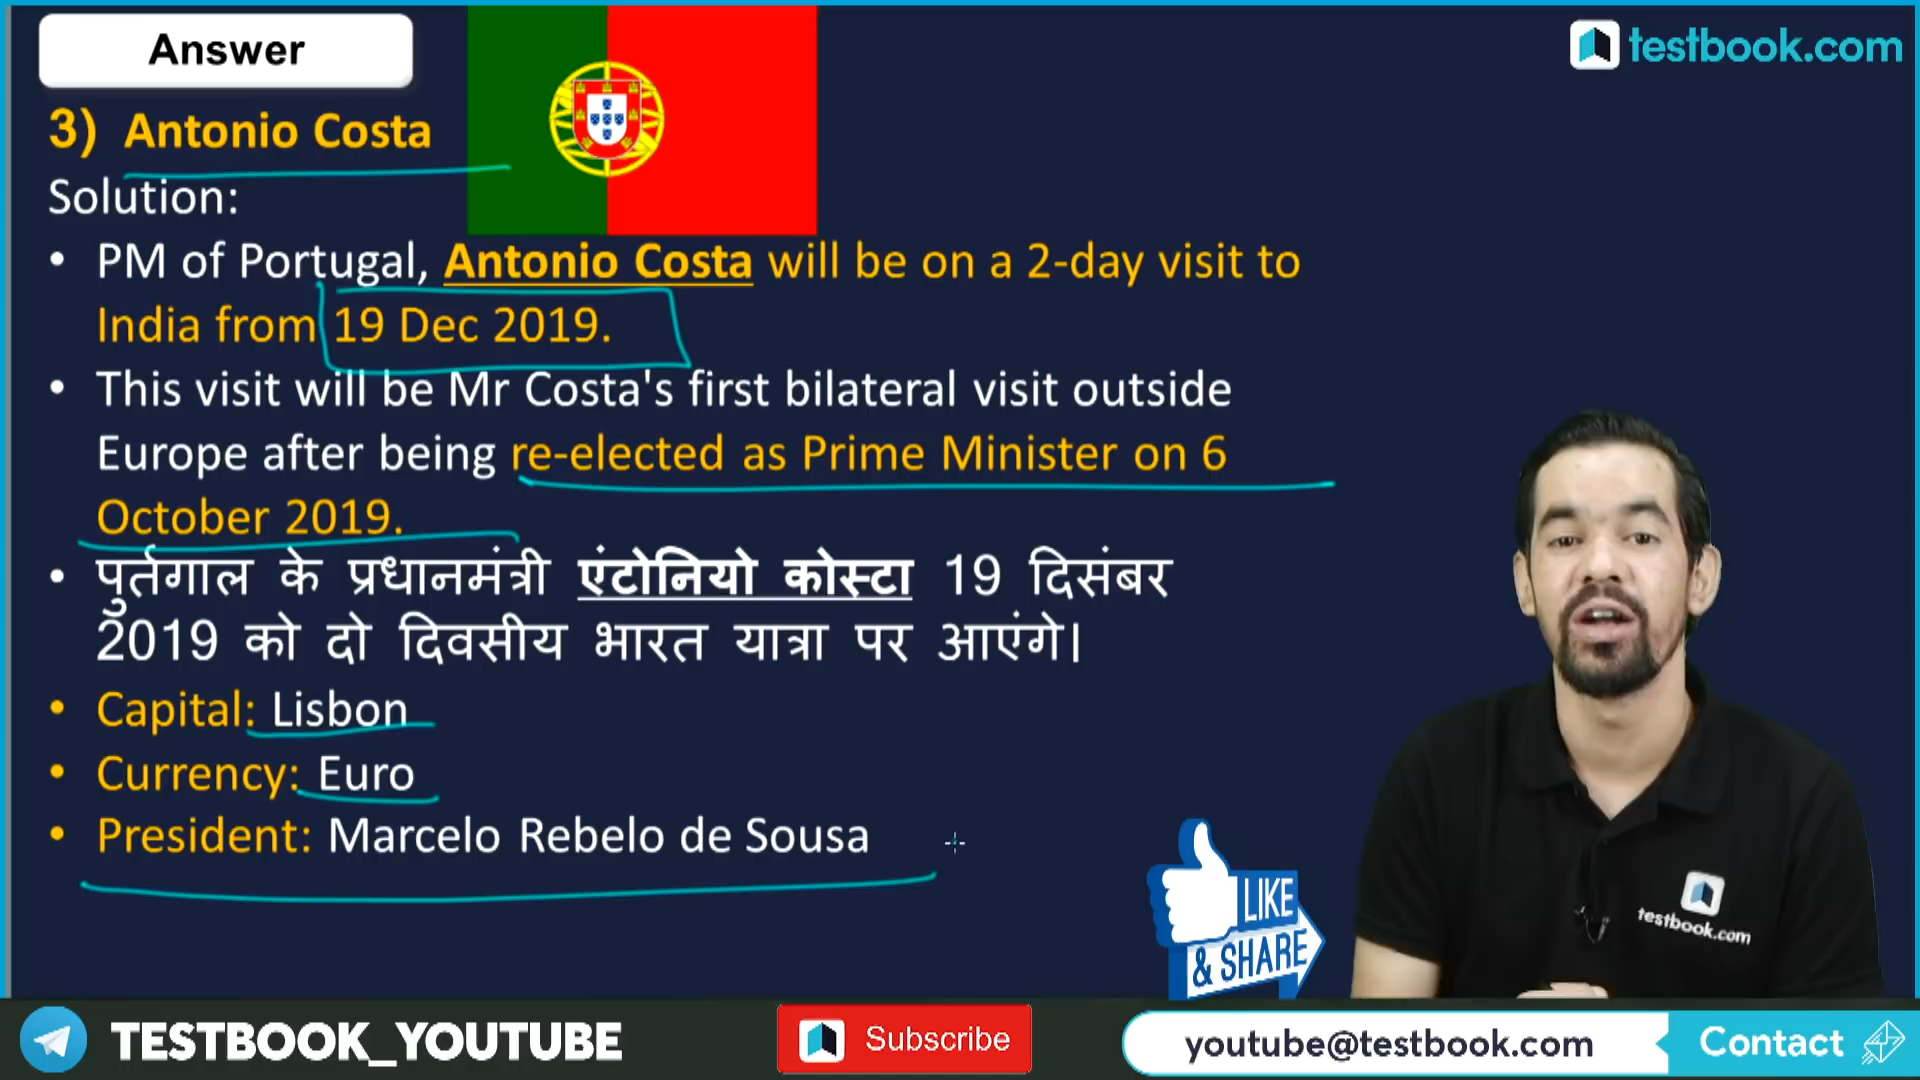 Answer
testbook.com
3) Antonio Costa
Solution:
• PM of Portugal, Antonio Costa will be on a 2-day visit to
India from 19 Dec 2019.
• This visit will be Mr Costa's first bilateral visit outside
Europe after being re-elected as Prime Minister on 6
October 2019.
• पुर्तगाल के प्रधानमंत्री एंटोनियो कोस्टा 19 दिसंबर
2019 को दो दिवसीय भारत यात्रा पर आएंगे।
• Capital: Lisbon
• Currency: Euro
• President: Marcelo Rebelo de Sousa
LIKE
& SHARE
testbook.com
TESTBOOK_YOUTUBE
Subscribe
youtube@testbook.com
Contact